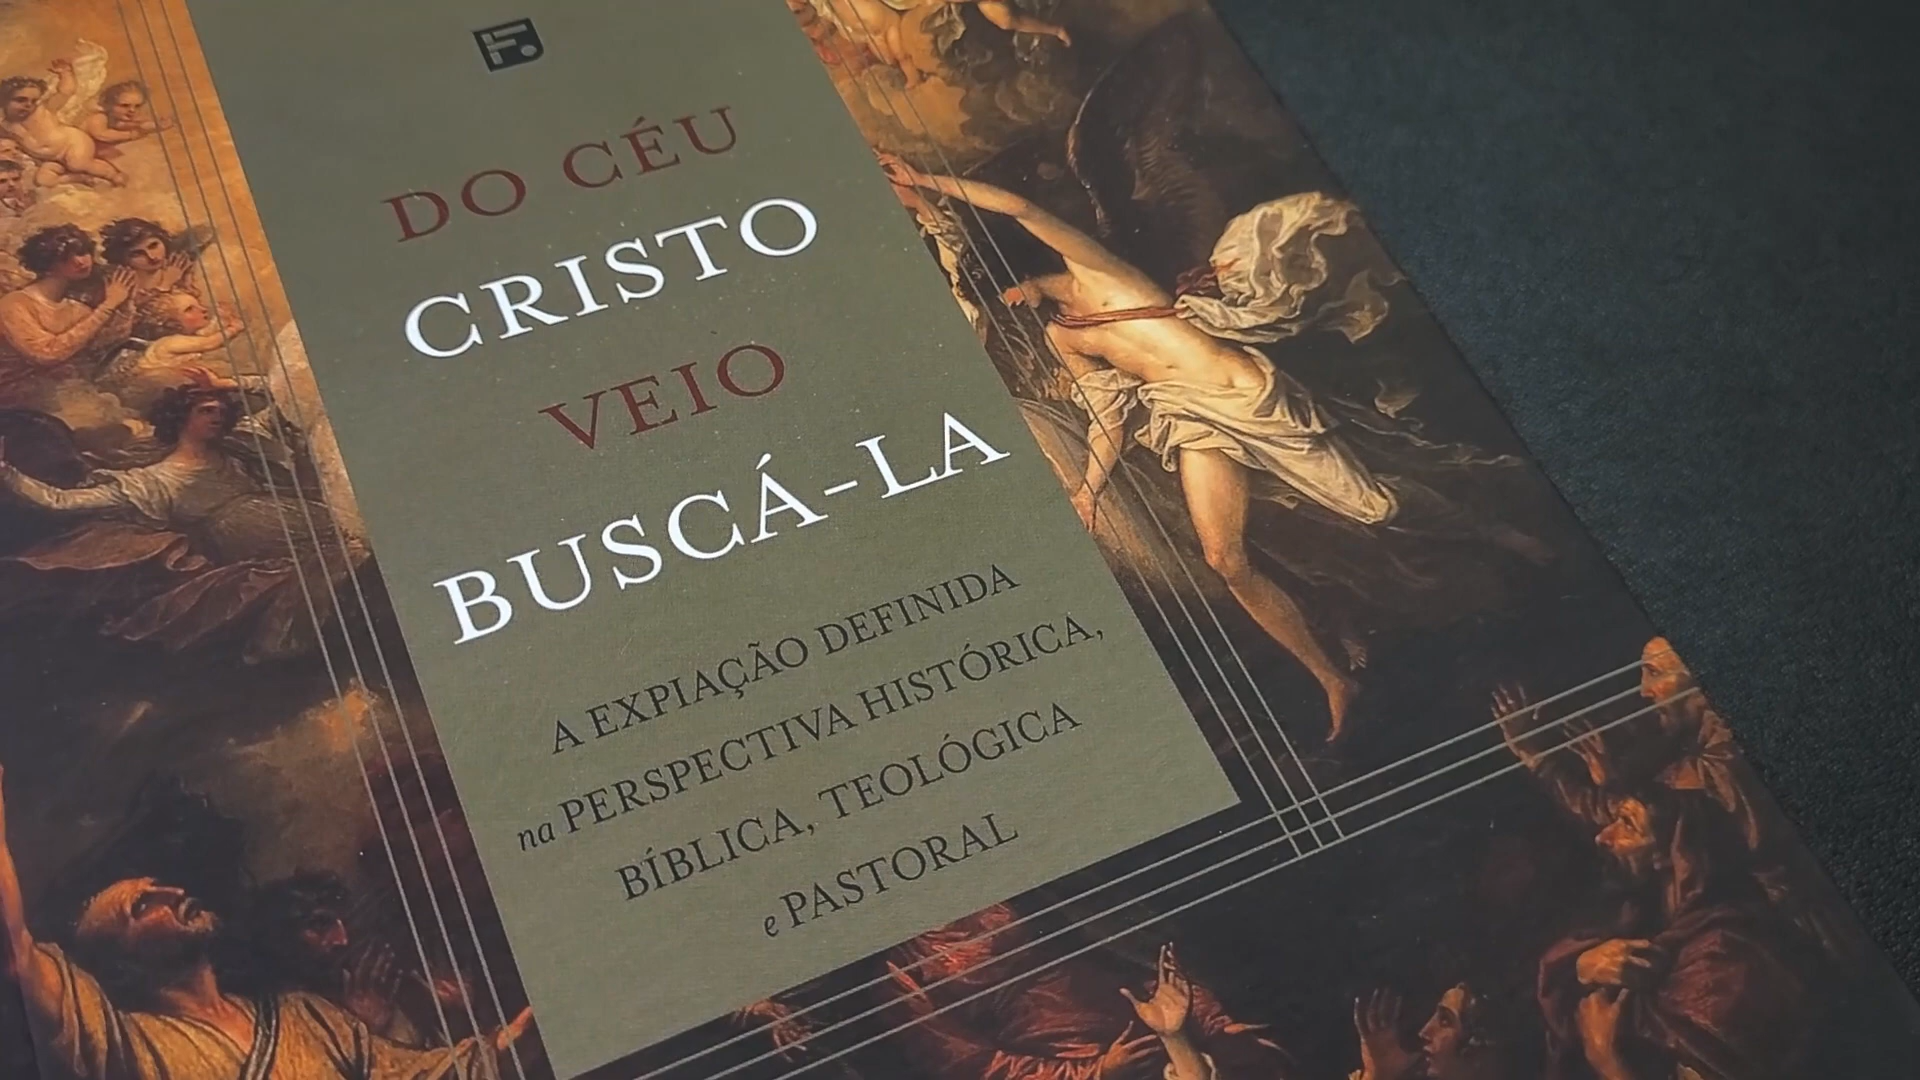 DO CÉU
CRISTO
VEIO
BUSCÁ-LA
A EXPIAÇÃO DEFINIDA
na PERSPECTIVA HISTÓRICA,
BÍBLICA, TEOLÓGICA
e PASTORAL